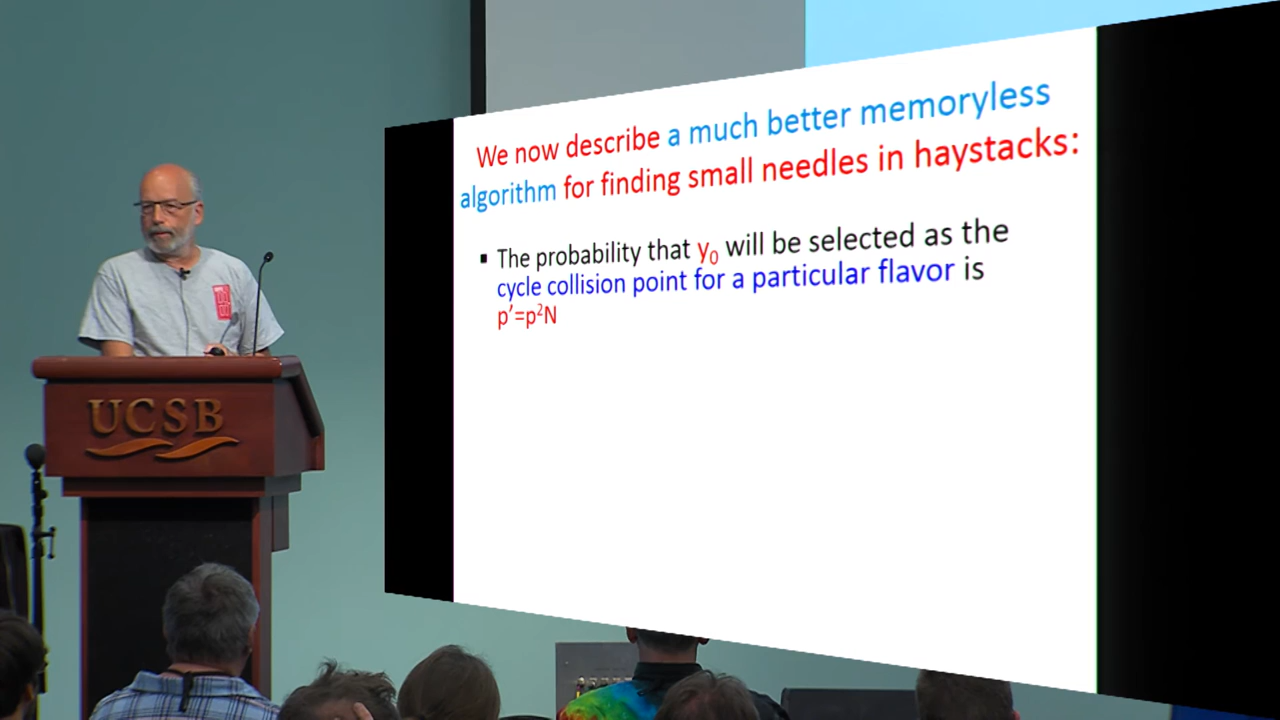 We now describe a much better memoryless
algorithm for finding small needles in haystacks:
▪ The probability that y₀ will be selected as the
cycle collision point for a particular flavor is
p′=p²N
UCSB